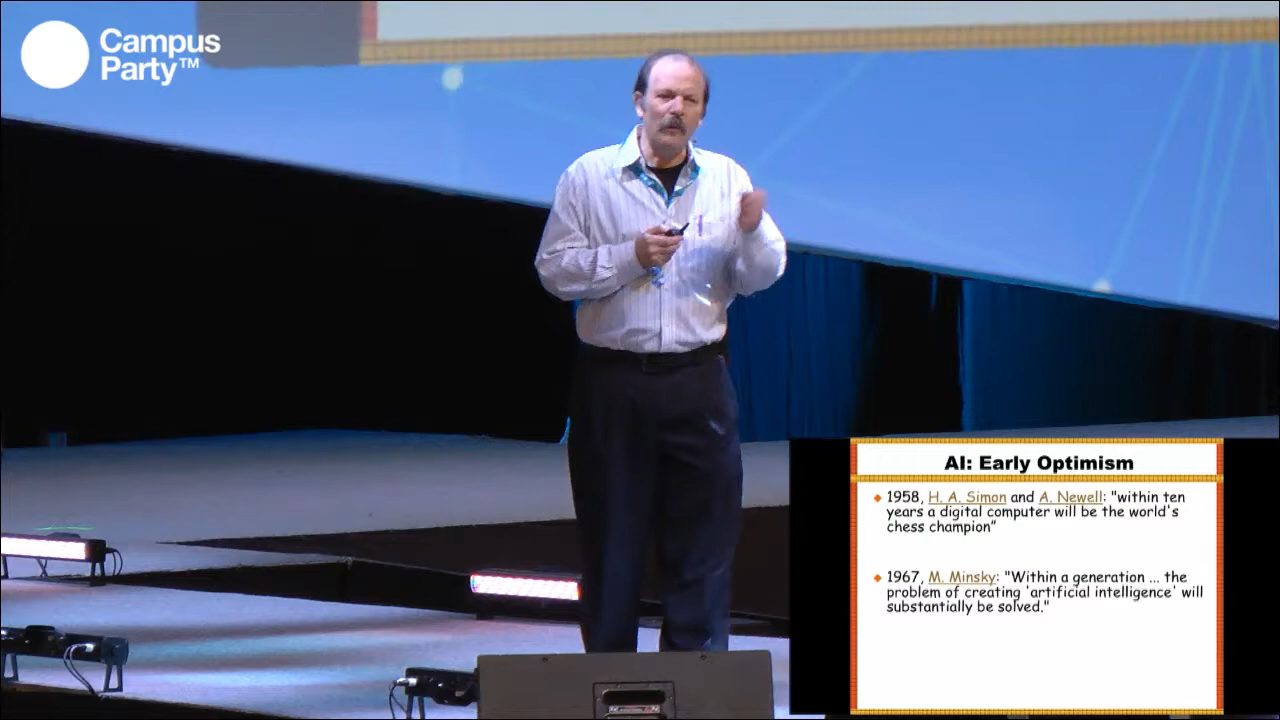 Campus
Party™
AI: Early Optimism
1958, H. A. Simon and A. Newell: "within ten
years a digital computer will be the world's
chess champion"
1967, M. Minsky: "Within a generation ... the
problem of creating 'artificial intelligence' will
substantially be solved."